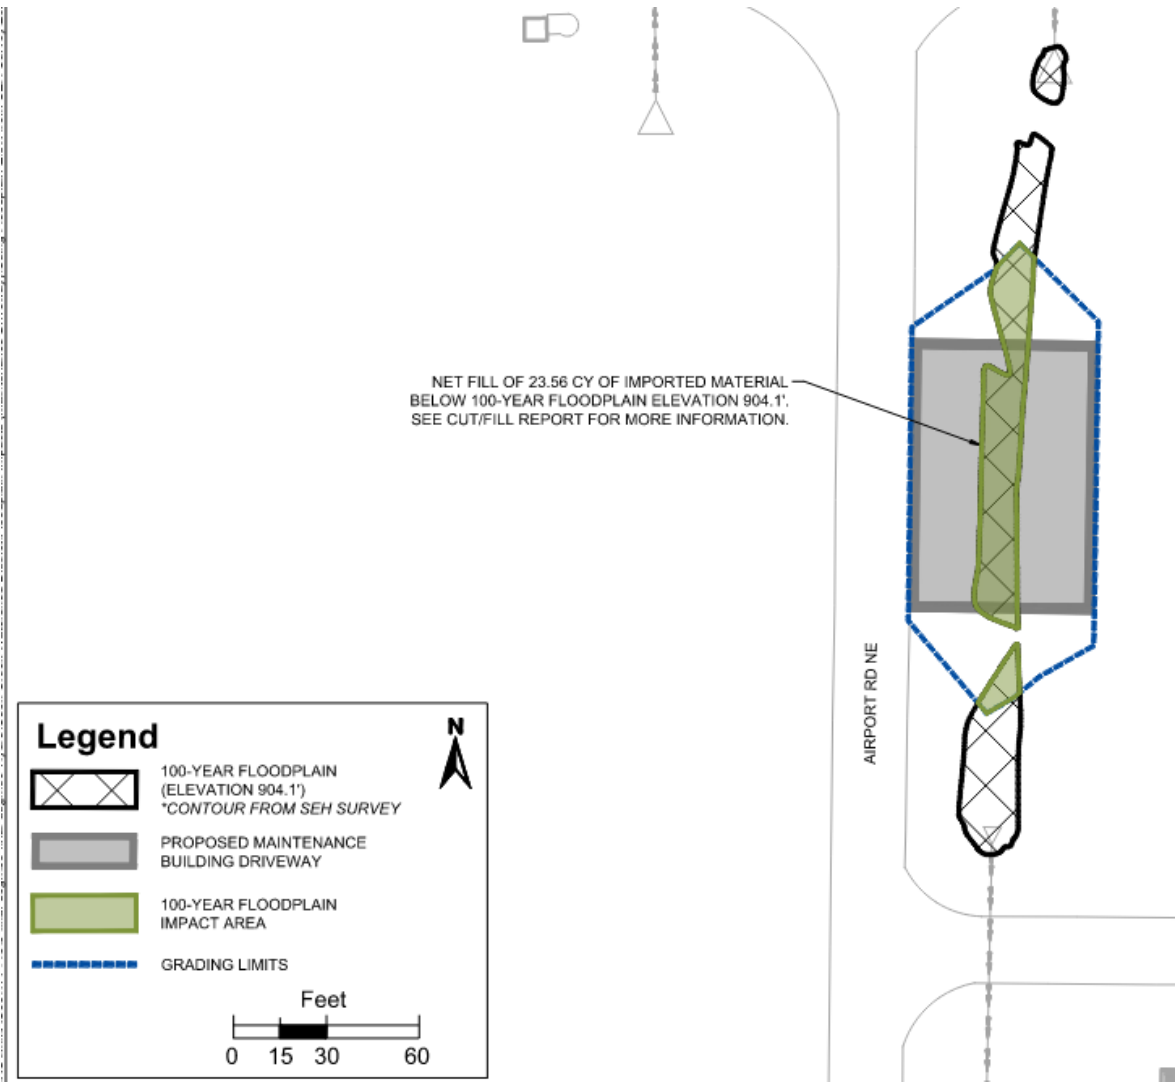 NET FILL OF 23.56 CY OF IMPORTED MATERIAL
BELOW 100-YEAR FLOODPLAIN ELEVATION 904.1'.
SEE CUT/FILL REPORT FOR MORE INFORMATION.
AIRPORT RD NE
Legend
N
100-YEAR FLOODPLAIN
(ELEVATION 904.1')
*CONTOUR FROM SEH SURVEY
PROPOSED MAINTENANCE
BUILDING DRIVEWAY
100-YEAR FLOODPLAIN
IMPACT AREA
GRADING LIMITS
Feet
0 15 30 60